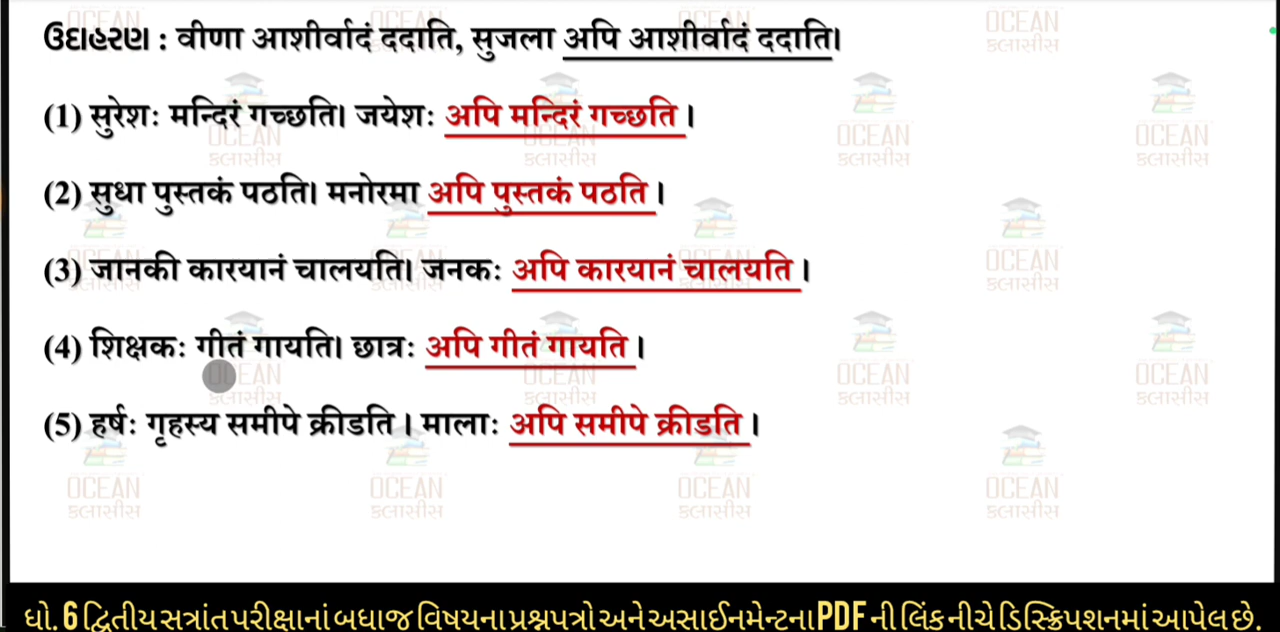 ઉદાહરણ : वीणा आशीर्वादं ददाति, सुजला अपि आशीर्वादं ददाति।
(1) सुरेशः मन्दिरं गच्छति। जयेशः अपि मन्दिरं गच्छति ।
(2) सुधा पुस्तकं पठति। मनोरमा अपि पुस्तकं पठति ।
(3) जानकी कारयानं चालयति। जनकः अपि कारयानं चालयति ।
(4) शिक्षकः गीतं गायति। छात्रः अपि गीतं गायति ।
(5) हर्षः गृहस्य समीपे क्रीडति । मालाः अपि समीपे क्रीडति ।
OCEAN
ક્લાસીસ
ધો. 6 દ્વિતીય સત્રાંત પરીક્ષાનાં બધા જ વિષયના પ્રશ્નપત્રો અને અસાઈનમેન્ટના PDF ની લિંક નીચે ડિસ્ક્રિપશનમાં આપેલ છે.